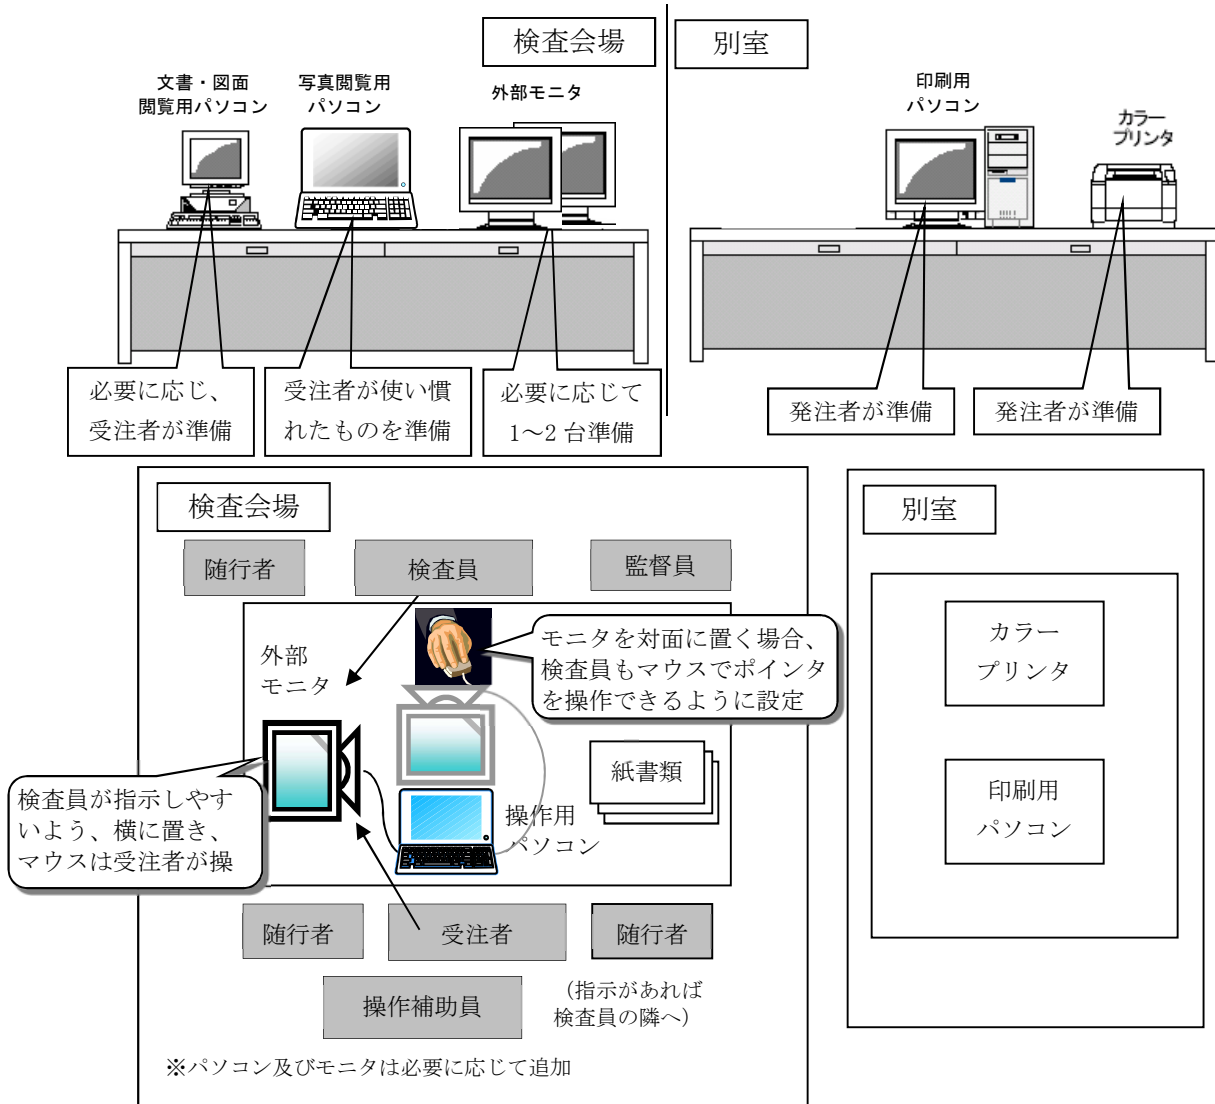 検査会場
別室
文書・図面
閲覧用パソコン
写真閲覧用
パソコン
外部モニタ
印刷用
パソコン
カラー
プリンタ
必要に応じ、
受注者が準備
受注者が使い慣
れたものを準備
必要に応じて
1～2 台準備
発注者が準備
発注者が準備
検査会場
随行者
検査員
監督員
外部
モニタ
モニタを対面に置く場合、
検査員もマウスでポインタ
を操作できるように設定
紙書類
検査員が指示しやす
いよう、横に置き、
マウスは受注者が操
操作用
パソコン
随行者
受注者
随行者
操作補助員
（指示があれば
検査員の隣へ）
※パソコン及びモニタは必要に応じて追加
別室
カラー
プリンタ
印刷用
パソコン